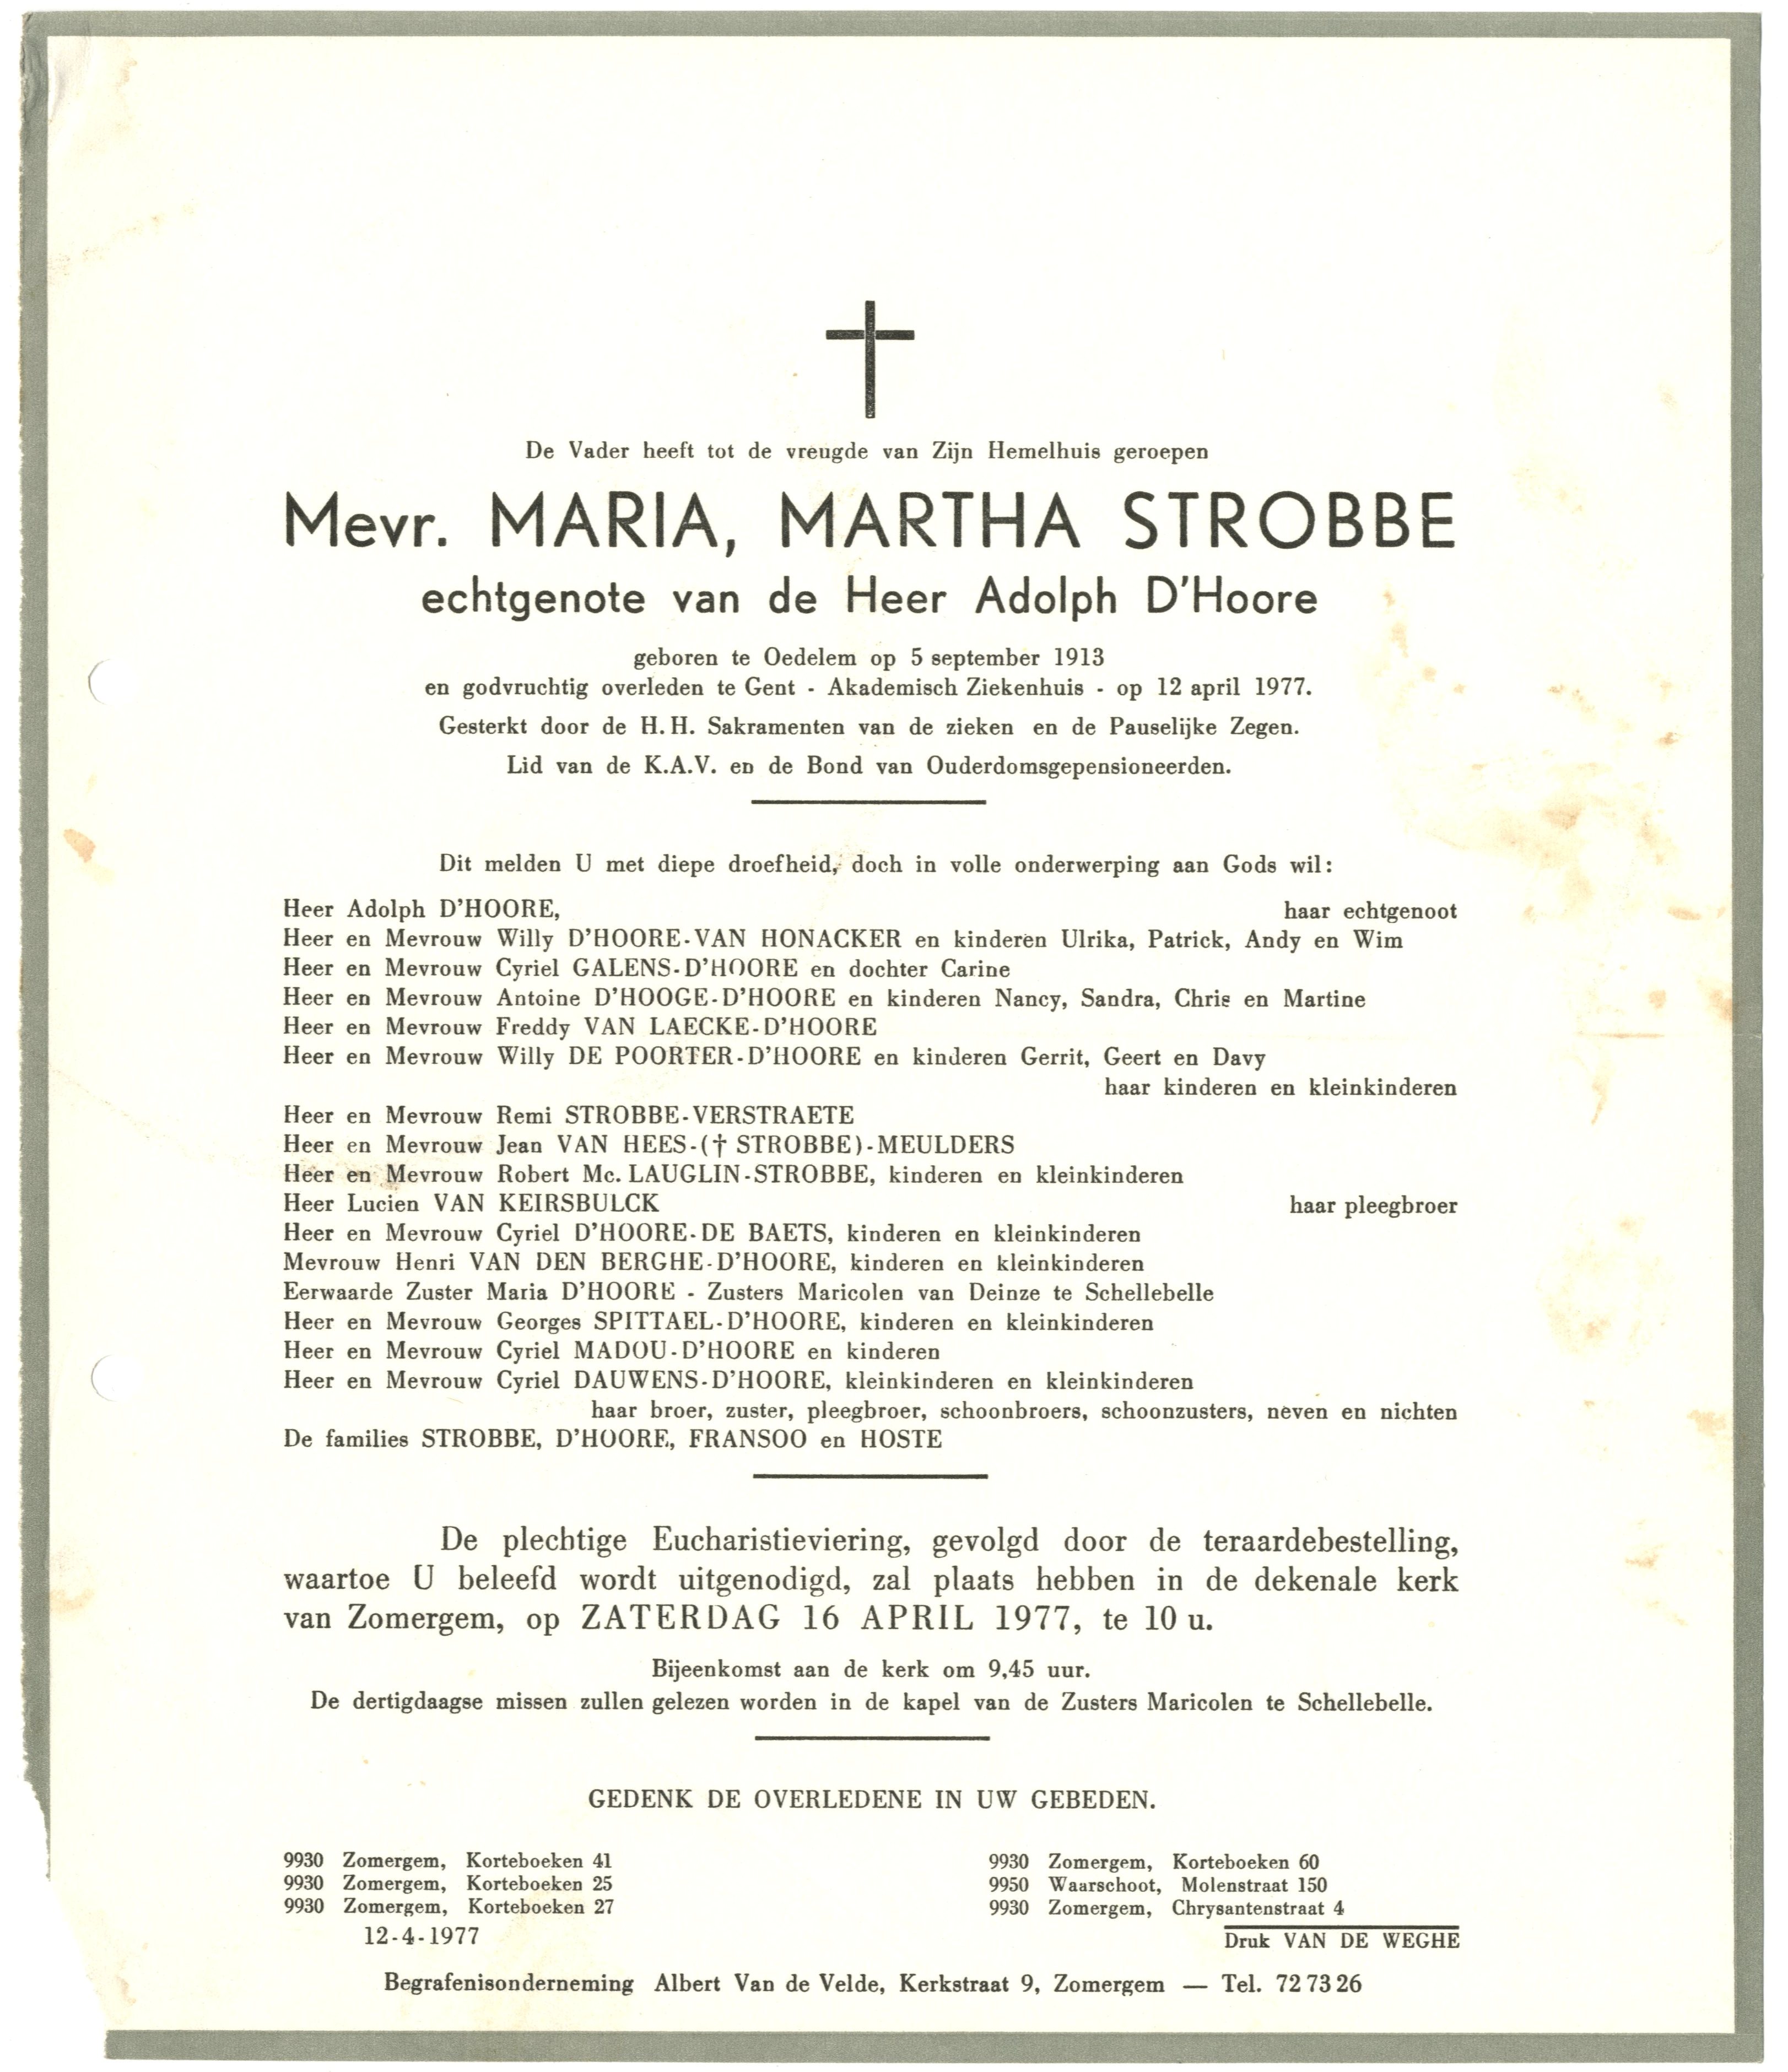 De Vader heeft tot de vreugde van Zijn Hemelhuis geroepen
Mevr. MARIA, MARTHA STROBBE
echtgenote van de Heer Adolph D'Hoore
geboren te Oedelem op 5 september 1913
en godvruchtig overleden te Gent - Akademisch Ziekenhuis - op 12 april 1977.
Gesterkt door de H.H. Sakramenten van de zieken en de Pauselijke Zegen.
Lid van de K.A.V. en de Bond van Ouderdomsgepensioneerden.
Dit melden U met diepe droefheid, doch in volle onderwerping aan Gods wil:
Heer Adolph D'HOORE, haar echtgenoot
Heer en Mevrouw Willy D'HOORE-VAN HONACKER en kinderen Ulrika, Patrick, Andy en Wim
Heer en Mevrouw Cyriel GALENS-D'HOORE en dochter Carine
Heer en Mevrouw Antoine D'HOOGE-D'HOORE en kinderen Nancy, Sandra, Chris en Martine
Heer en Mevrouw Freddy VAN LAECKE-D'HOORE
Heer en Mevrouw Willy DE POORTER-D'HOORE en kinderen Gerrit, Geert en Davy
haar kinderen en kleinkinderen
Heer en Mevrouw Remi STROBBE-VERSTRAETE
Heer en Mevrouw Jean VAN HEES-(† STROBBE)-MEULDERS
Heer en Mevrouw Robert Mc. LAUGLIN-STROBBE, kinderen en kleinkinderen
Heer Lucien VAN KEIRSBULCK haar pleegbroer
Heer en Mevrouw Cyriel D'HOORE-DE BAETS, kinderen en kleinkinderen
Mevrouw Henri VAN DEN BERGHE-D'HOORE, kinderen en kleinkinderen
Eerwaarde Zuster Maria D'HOORE - Zusters Maricolen van Deinze te Schellebelle
Heer en Mevrouw Georges SPITTAEL-D'HOORE, kinderen en kleinkinderen
Heer en Mevrouw Cyriel MADOU-D'HOORE en kinderen
Heer en Mevrouw Cyriel DAUWENS-D'HOORE, kleinkinderen en kleinkinderen
haar broer, zuster, pleegbroer, schoonbroers, schoonzusters, neven en nichten
De families STROBBE, D'HOORE, FRANSOO en HOSTE
De plechtige Eucharistieviering, gevolgd door de teraardebestelling,
waartoe U beleefd wordt uitgenodigd, zal plaats hebben in de dekenale kerk
van Zomergem, op ZATERDAG 16 APRIL 1977, te 10 u.
Bijeenkomst aan de kerk om 9,45 uur.
De dertigdaagse missen zullen gelezen worden in de kapel van de Zusters Maricolen te Schellebelle.
GEDENK DE OVERLEDENE IN UW GEBEDEN.
9930 Zomergem, Korteboeken 41
9930 Zomergem, Korteboeken 25
9930 Zomergem, Korteboeken 27
12-4-1977
9930 Zomergem, Korteboeken 60
9950 Waarschoot, Molenstraat 150
9930 Zomergem, Chrysantenstraat 4
Druk VAN DE WEGHE
Begrafenisonderneming Albert Van de Velde, Kerkstraat 9, Zomergem — Tel. 72 73 26